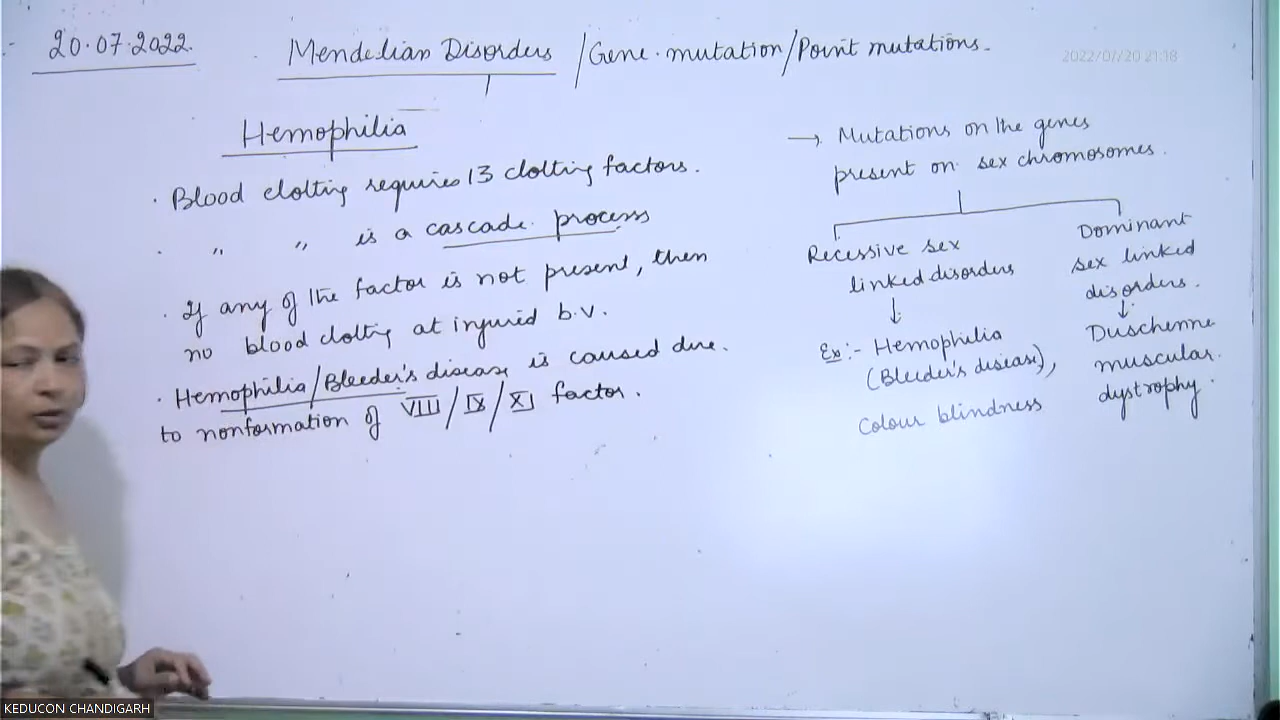 20.07.2022.
Mendelian Disorders / Gene mutation / Point mutations.
2022/07/20 21:38
Hemophilia
. Blood clotting requires 13 clotting factors.
. " " is a cascade process
. If any of the factor is not present, then
no blood clotting at injured b.v.
. Hemophilia / Bleeder's disease is caused due
to nonformation of VIII / IX / XI factor.
→ Mutations on the genes
present on sex chromosomes.
Recessive sex
linked disorders
Ex:- Hemophilia
(Bleeder's disease),
Colour blindness
Dominant
sex linked
disorders.
Duschenne
muscular
dystrophy.
KEDUCON CHANDIGARH